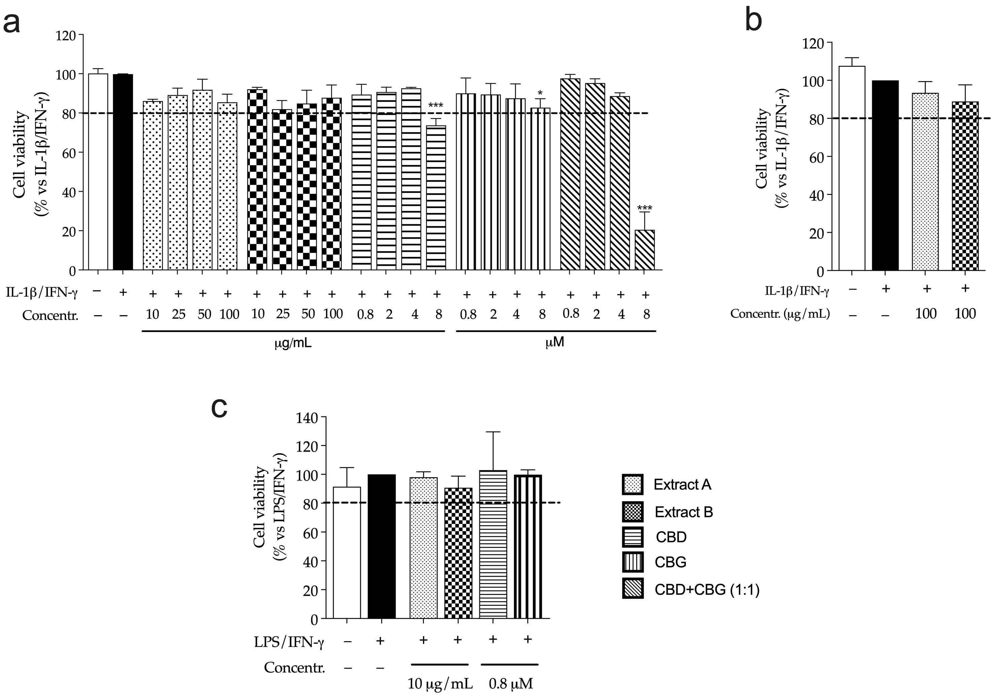 a
120
100
80
60
40
20
0
Cell viability
(% vs IL-1β/IFN-γ)
*** * ***
IL-1β/IFN-γ – + + + + + + + + + + + + + + + + + + + + +
Concentr. – – 10 25 50 100 10 25 50 100 0.8 2 4 8 0.8 2 4 8 0.8 2 4 8
μg/mL μM
b
120
100
80
60
40
20
0
Cell viability
(% vs IL-1β/IFN-γ)
IL-1β/IFN-γ – + + +
Concentr. (μg/mL) – – 100 100
c
140
120
100
80
60
40
20
0
Cell viability
(% vs LPS/IFN-γ)
LPS/IFN-γ – + + + + +
Concentr. – –
10 μg/mL 0.8 μM
Extract A
Extract B
CBD
CBG
CBD+CBG (1:1)